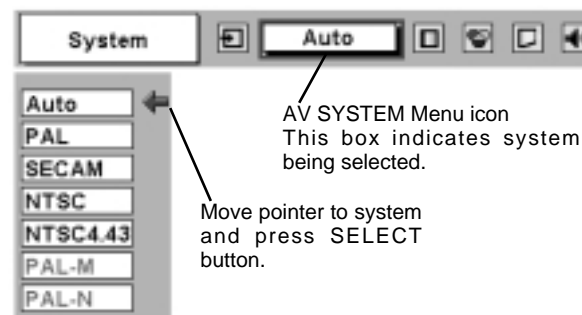 System
Auto
Auto
PAL
SECAM
NTSC
NTSC4.43
PAL-M
PAL-N
AV SYSTEM Menu icon
This box indicates system
being selected.
Move pointer to system
and press SELECT
button.